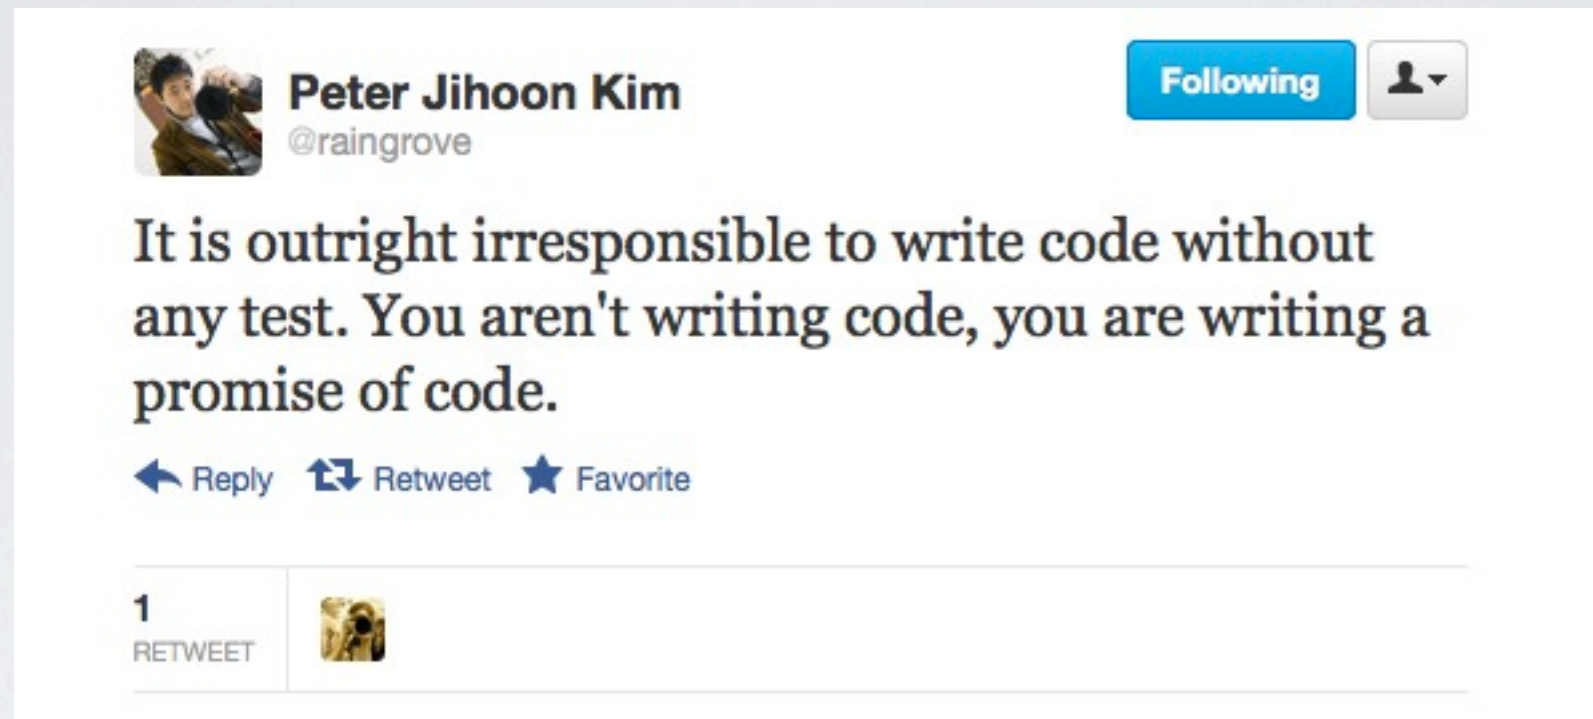 Peter Jihoon Kim
@raingrove
Following
It is outright irresponsible to write code without
any test. You aren't writing code, you are writing a
promise of code.
Reply Retweet Favorite
1
RETWEET